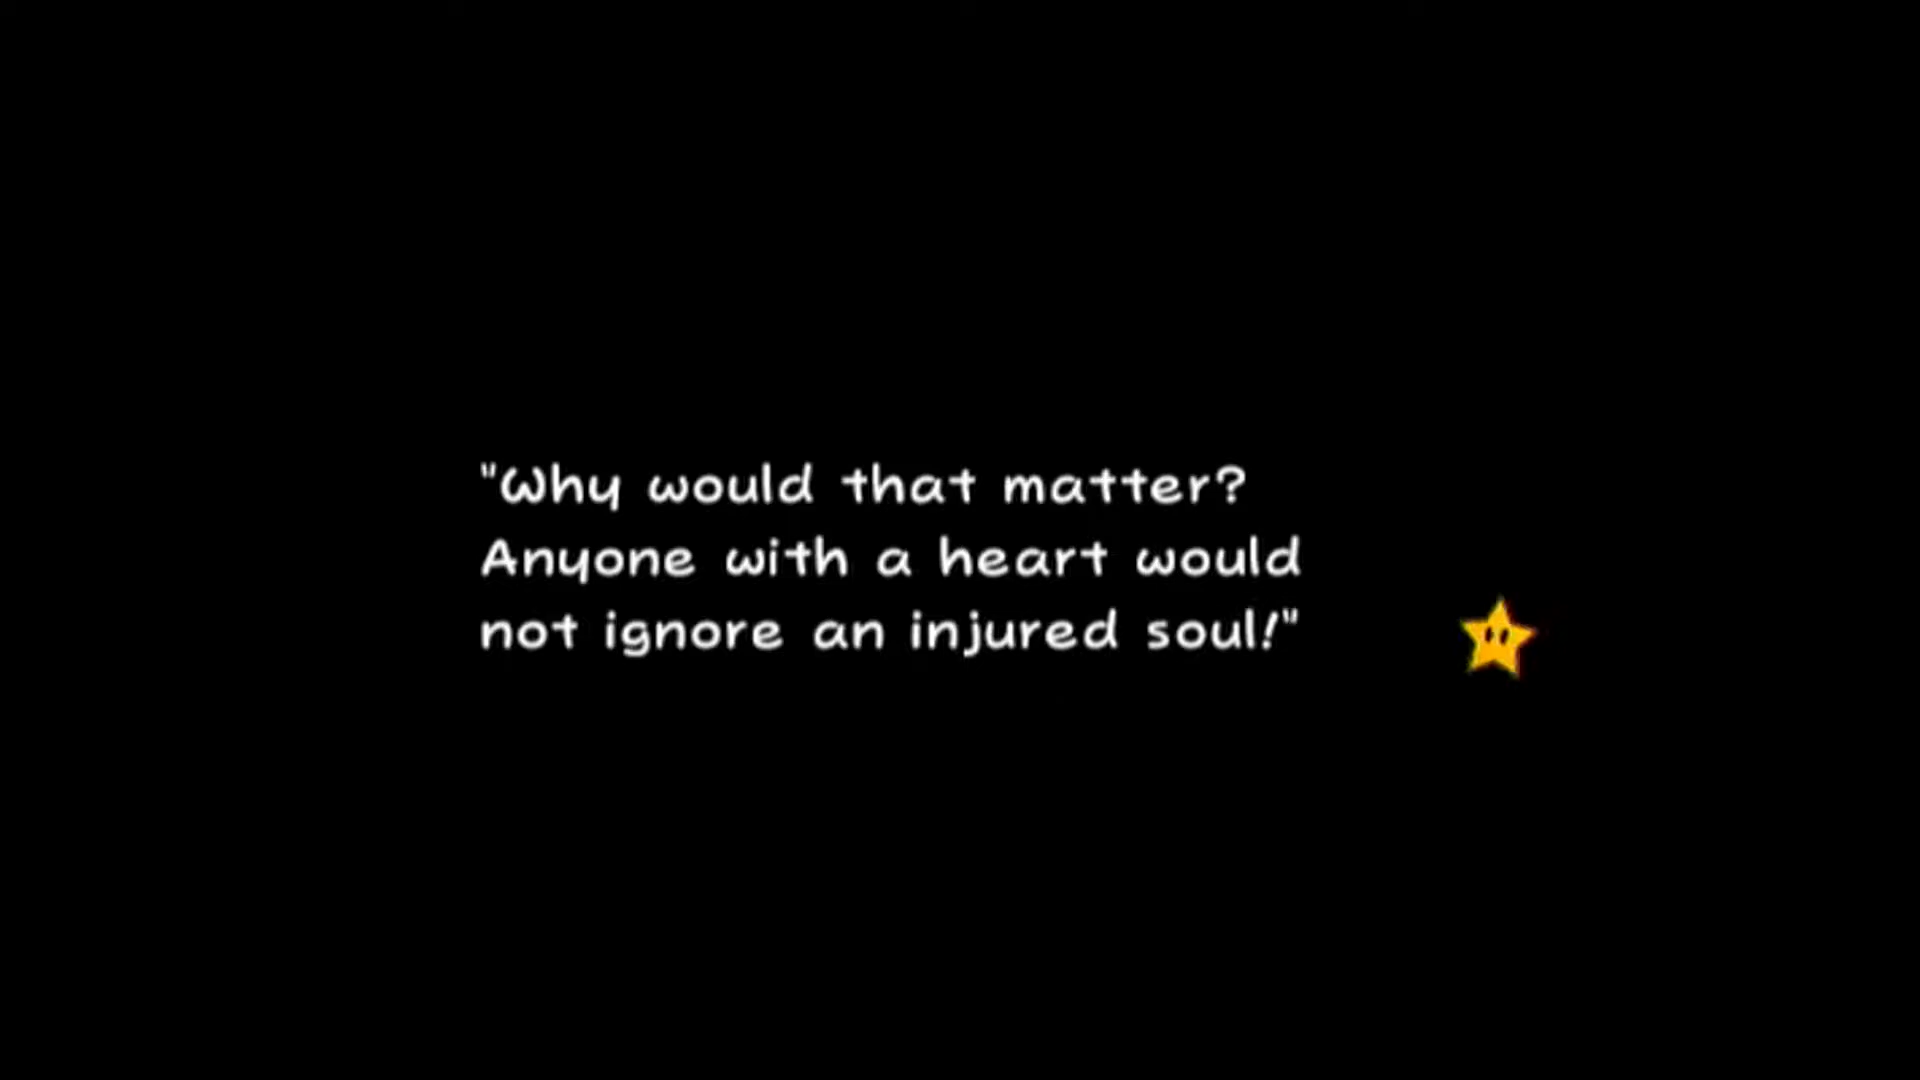 "Why would that matter?
Anyone with a heart would
not ignore an injured soul!"